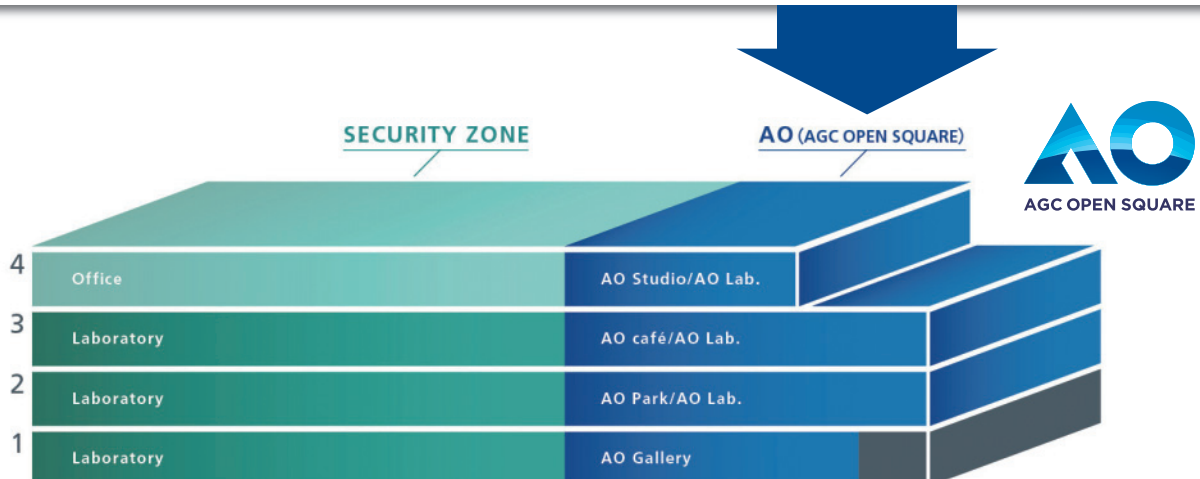 SECURITY ZONE
AO (AGC OPEN SQUARE)
AO
AGC OPEN SQUARE
4
Office
AO Studio/AO Lab.
3
Laboratory
AO café/AO Lab.
2
Laboratory
AO Park/AO Lab.
1
Laboratory
AO Gallery